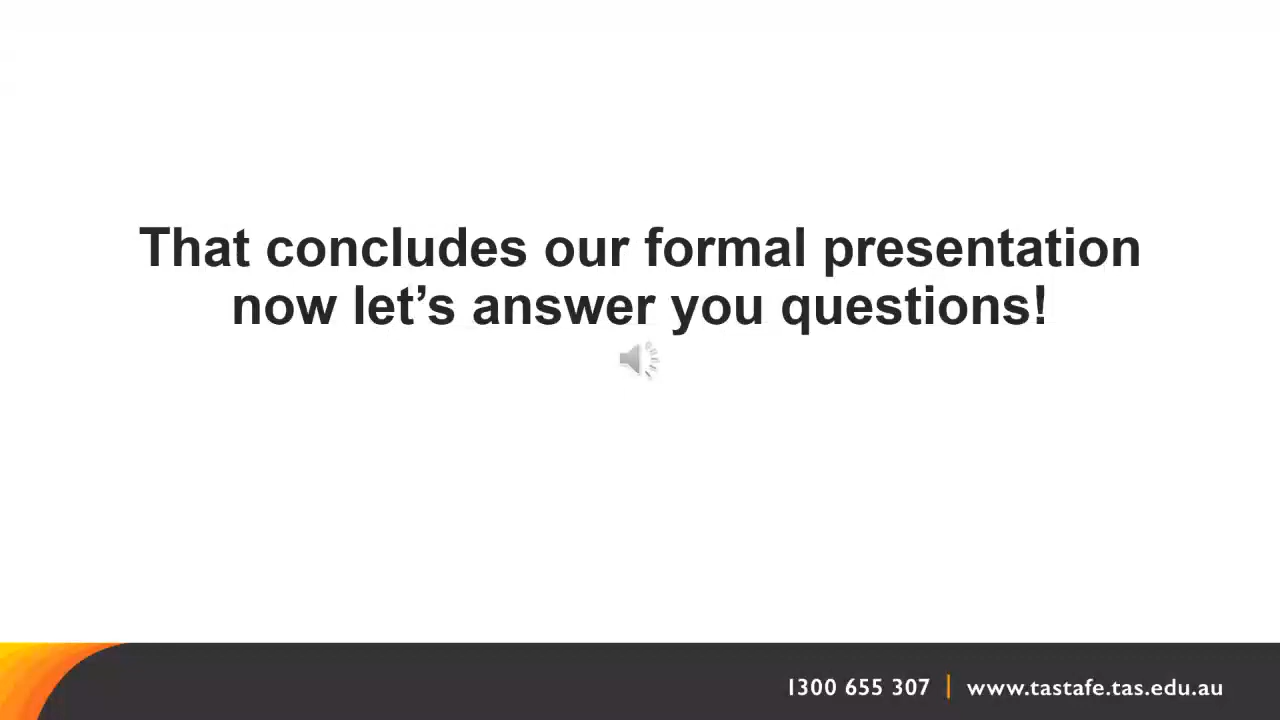 That concludes our formal presentation
now let’s answer you questions!
1300 655 307 | www.tastafe.tas.edu.au